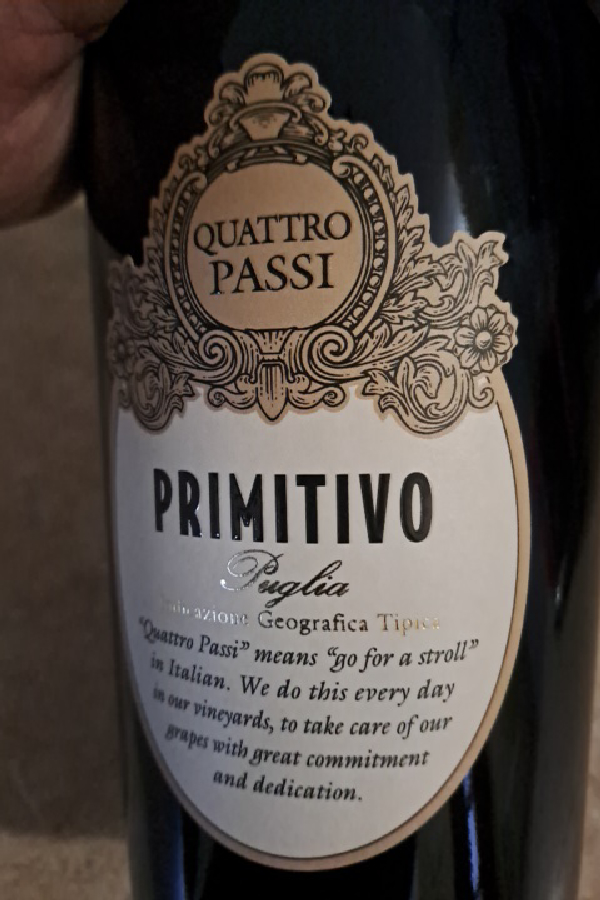 QUATTRO
PASSI
PRIMITIVO
Puglia
Geografica Tipica
"Quattro Passi" means "go for a stroll"
in Italian. We do this every day
in our vineyards, to take care of our
grapes with great commitment
and dedication.